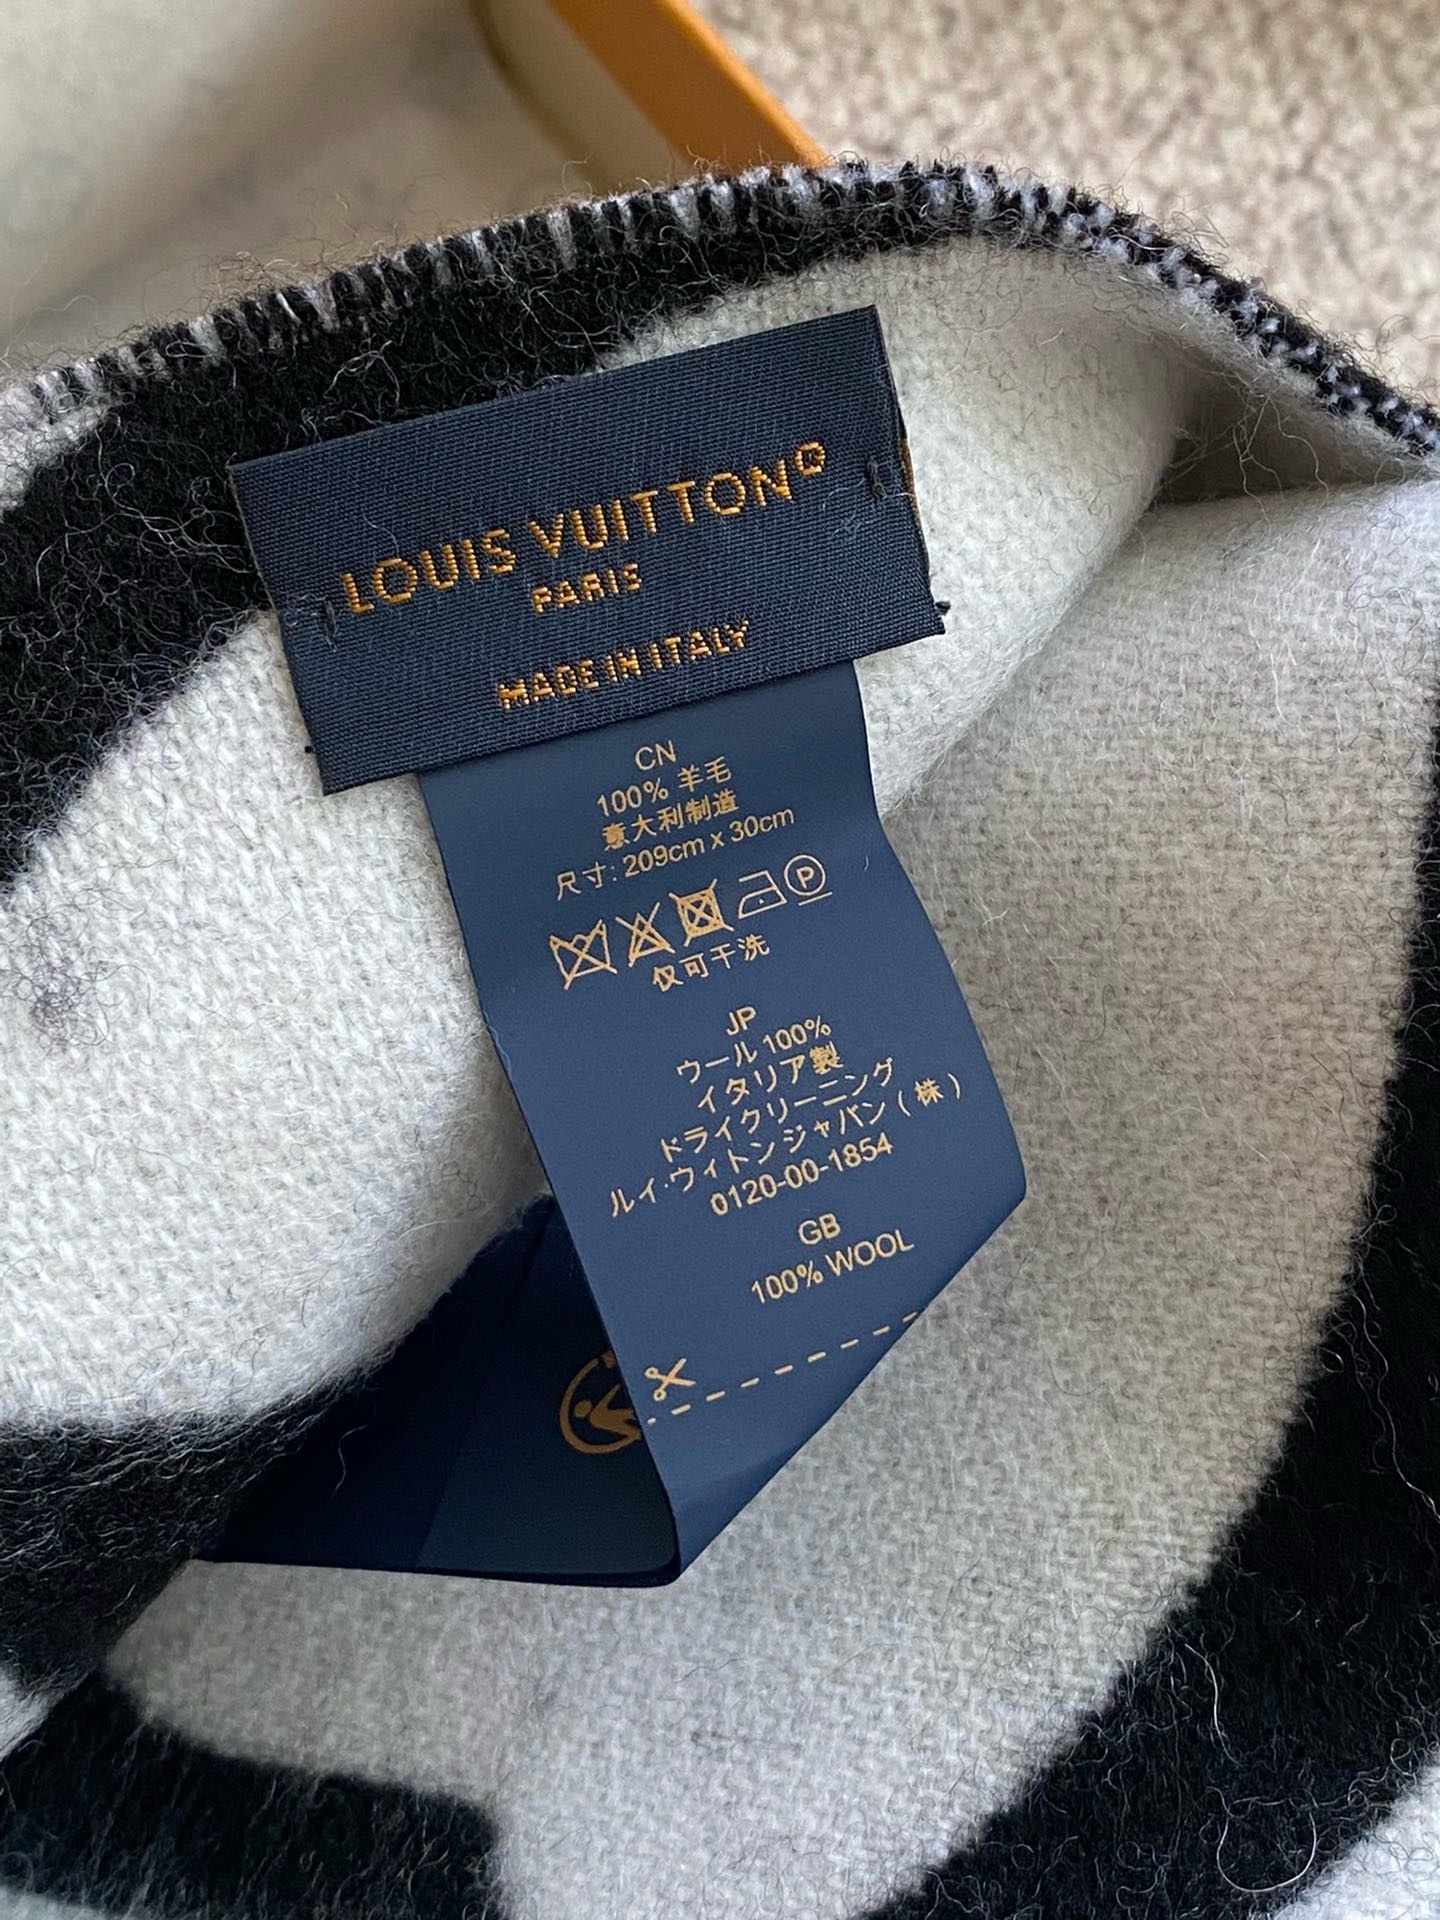 LOUIS VUITTON®
PARIS
MADE IN ITALY
CN
100% 羊毛
意大利制造
尺寸: 209cm x 30cm
P
仅可干洗
JP
ウール 100%
イタリア製
ドライクリーニング
ルイ·ウィトンジャパン ( 株 )
0120-00-1854
GB
100% WOOL